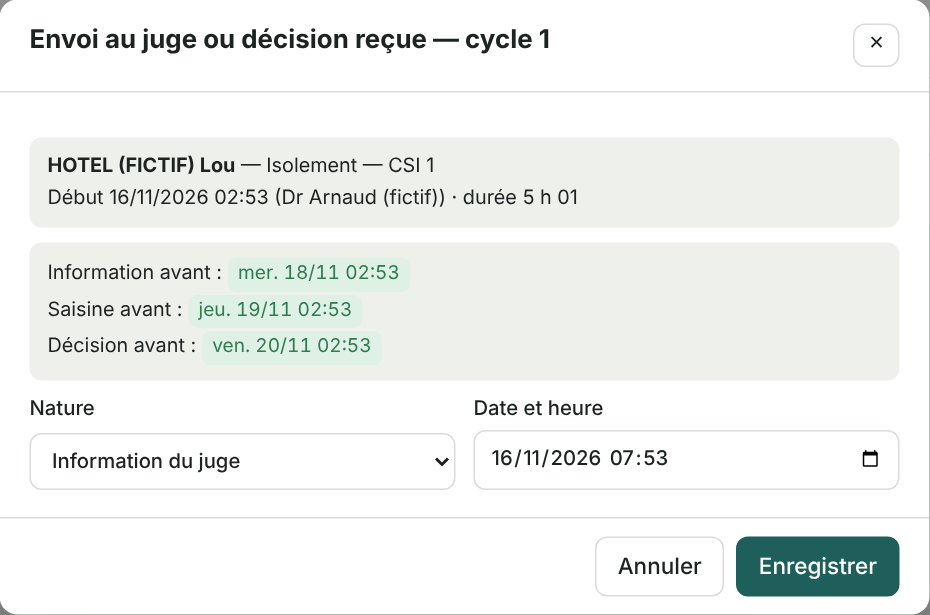 Envoi au juge ou décision reçue — cycle 1
×
HOTEL (FICTIF) Lou — Isolement — CSI 1
Début 16/11/2026 02:53 (Dr Arnaud (fictif)) · durée 5 h 01
Information avant : mer. 18/11 02:53
Saisine avant : jeu. 19/11 02:53
Décision avant : ven. 20/11 02:53
Nature
Information du juge
Date et heure
16/11/2026 07:53
Annuler
Enregistrer